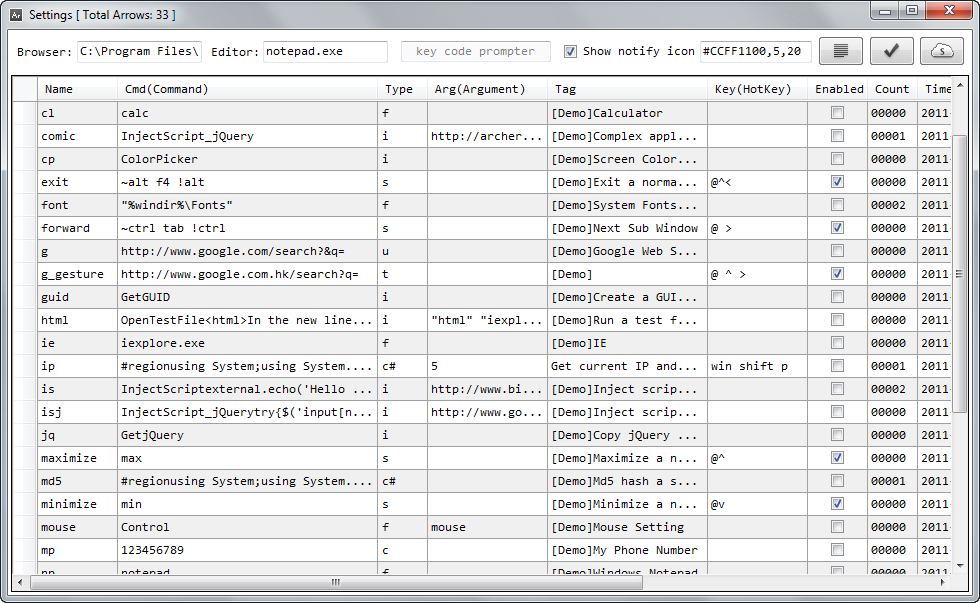 Ar Settings [ Total Arrows: 33 ]
Browser: C:\Program Files\ Editor: notepad.exe key code prompter Show notify icon #CCFF1100,5,20 S
Name Cmd(Command) Type Arg(Argument) Tag Key(HotKey) Enabled Count Time
cl calc f [Demo]Calculator 00000 2011-
comic InjectScript_jQuery i http://archer... [Demo]Complex appl... 00001 2011-
cp ColorPicker i [Demo]Screen Color... 00000 2011-
exit ~alt f4 !alt s [Demo]Exit a norma... @^< 00000 2011-
font "%windir%\Fonts" f [Demo]System Fonts... 00002 2011-
forward ~ctrl tab !ctrl s [Demo]Next Sub Window @ > 00000 2011-
g http://www.google.com/search?&q= u [Demo]Google Web S... 00000 2011-
g_gesture http://www.google.com.hk/search?q= t [Demo] @ ^ > 00000 2011-
guid GetGUID i [Demo]Create a GUI... 00000 2011-
html OpenTestFile<html>In the new line... i "html" "iexpl... [Demo]Run a test f... 00000 2011-
ie iexplore.exe f [Demo]IE 00000 2011-
ip #regionusing System;using System.... c# 5 Get current IP and... win shift p 00001 2011-
is InjectScriptexternal.echo('Hello ... i http://www.bi... [Demo]Inject scrip... 00002 2011-
isj InjectScript_jQuerytry{$('input[n... i http://www.go... [Demo]Inject scrip... 00000 2011-
jq GetjQuery i [Demo]Copy jQuery ... 00000 2011-
maximize max s [Demo]Maximize a n... @^ 00000 2011-
md5 #regionusing System;using System.... c# [Demo]Md5 hash a s... 00001 2011-
minimize min s [Demo]Minimize a n... @v 00000 2011-
mouse Control f mouse [Demo]Mouse Setting 00000 2011-
mp 123456789 c [Demo]My Phone Number 00000 2011-
np notepad f [Demo]Windows Notepad 00000 2011-